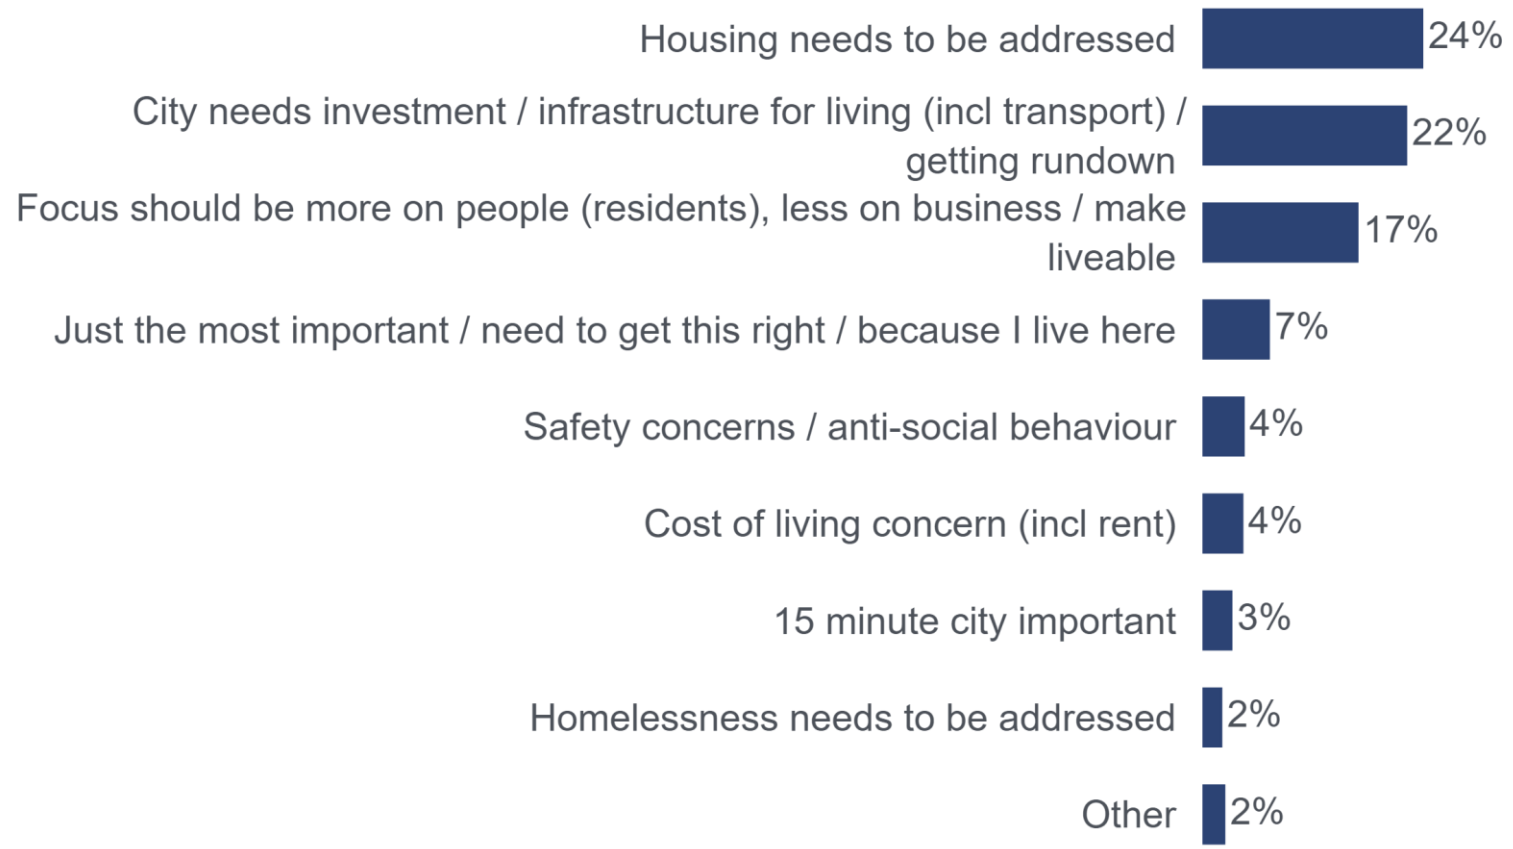 Housing needs to be addressed 24%
City needs investment / infrastructure for living (incl transport) /
getting rundown 22%
Focus should be more on people (residents), less on business / make
liveable 17%
Just the most important / need to get this right / because I live here 7%
Safety concerns / anti-social behaviour 4%
Cost of living concern (incl rent) 4%
15 minute city important 3%
Homelessness needs to be addressed 2%
Other 2%